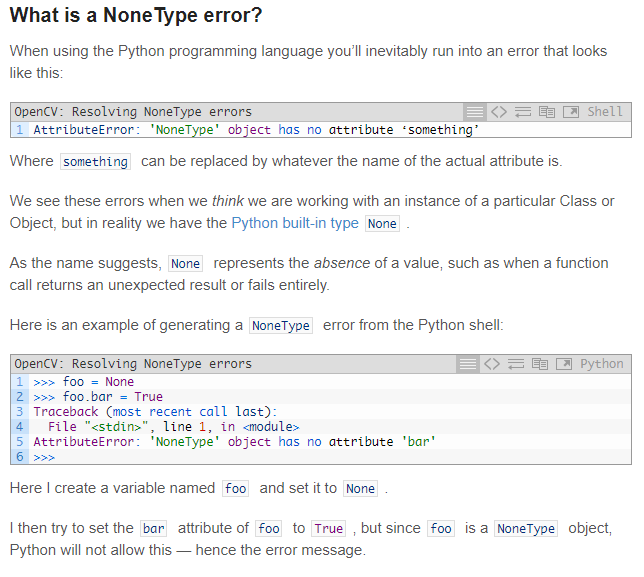 What is a NoneType error?
When using the Python programming language you’ll inevitably run into an error that looks
like this:
OpenCV: Resolving NoneType errors Shell
1 AttributeError: 'NoneType' object has no attribute ‘something’
Where something can be replaced by whatever the name of the actual attribute is.
We see these errors when we think we are working with an instance of a particular Class or
Object, but in reality we have the Python built-in type None .
As the name suggests, None represents the absence of a value, such as when a function
call returns an unexpected result or fails entirely.
Here is an example of generating a NoneType error from the Python shell:
OpenCV: Resolving NoneType errors Python
1 >>> foo = None
2 >>> foo.bar = True
3 Traceback (most recent call last):
4   File "<stdin>", line 1, in <module>
5 AttributeError: 'NoneType' object has no attribute 'bar'
6 >>>
Here I create a variable named foo and set it to None .
I then try to set the bar attribute of foo to True , but since foo is a NoneType object,
Python will not allow this — hence the error message.